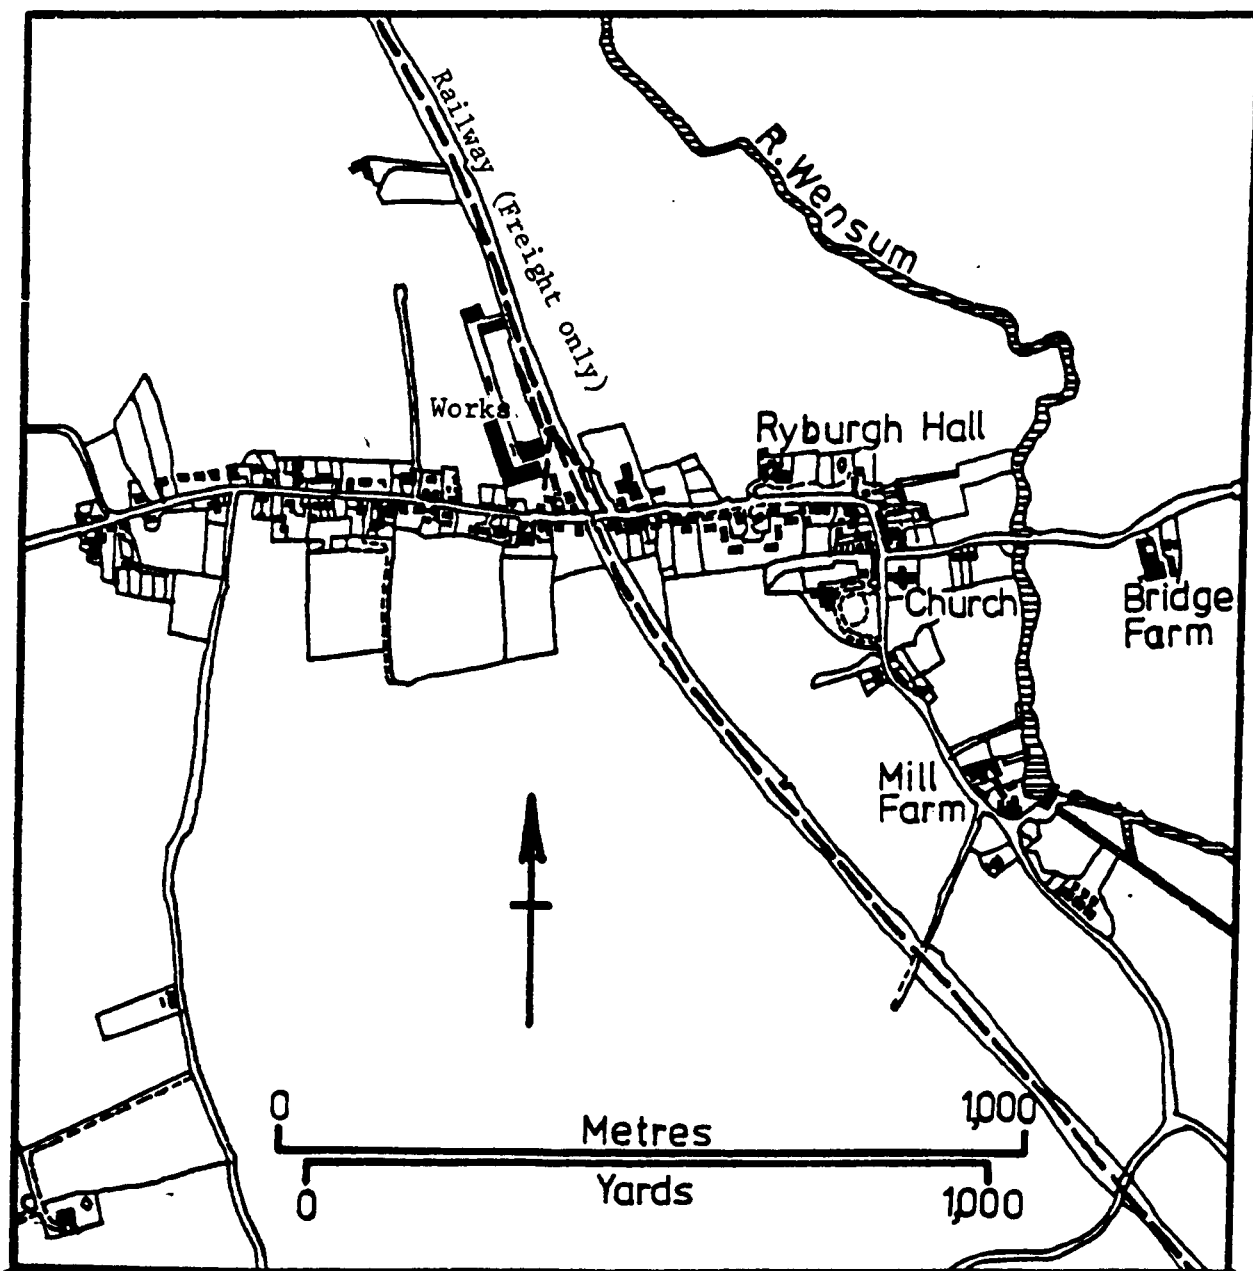 Railway (Freight only)
R. Wensum
Works
Ryburgh Hall
Church
Bridge
Farm
Mill
Farm
0 1,000
Metres
Yards
0 1,000